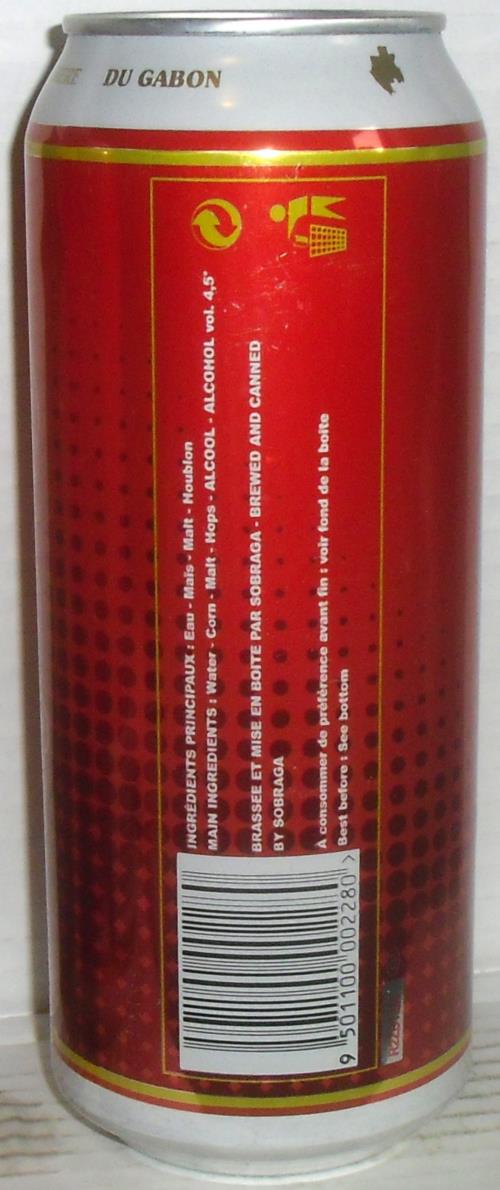 DU GABON
INGRÉDIENTS PRINCIPAUX : Eau - Maïs - Malt - Houblon
MAIN INGREDIENTS : Water - Corn - Malt - Hops - ALCOOL - ALCOHOL vol. 4,5°
BRASSEE ET MISE EN BOITE PAR SOBRAGA - BREWED AND CANNED
BY SOBRAGA
À consommer de préférence avant fin : voir fond de la boîte
Best before : See bottom
9 501100 002280 >